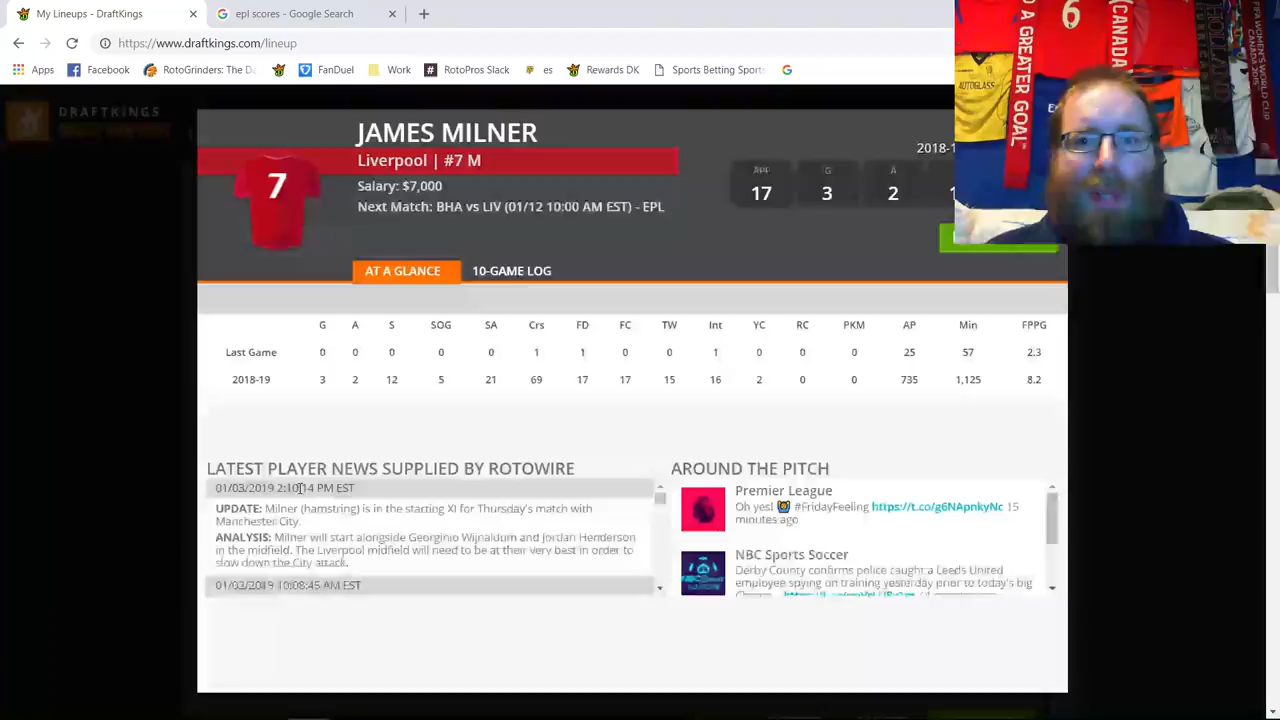 My Lineups - DraftKings
epl scores - Google Search
https://www.draftkings.com/lineup
Apps
Facebook
RotoGrinders: The D
FanDuel
Work
RotoPros Slack
es
Rewards DK
Sports Betting Sport
DRAFTKINGS
JAMES MILNER
Liverpool | #7 M
7
Salary: $7,000
Next Match: BHA vs LIV (01/12 10:00 AM EST) - EPL
2018-1
APP G A
17 3 2 1
AT A GLANCE 10-GAME LOG
G A S SOG SA Crs FD FC TW Int YC RC PKM AP Min FPPG
Last Game 0 0 0 0 0 1 1 0 0 1 0 0 0 25 57 2.3
2018-19 3 2 12 5 21 69 17 17 15 16 2 0 0 735 1,125 8.2
LATEST PLAYER NEWS SUPPLIED BY ROTOWIRE
01/03/2019 2:10:14 PM EST
UPDATE: Milner (hamstring) is in the starting XI for Thursday's match with
Manchester City.
ANALYSIS: Milner will start alongside Georginio Wijnaldum and Jordan Henderson
in the midfield. The Liverpool midfield will need to be at their very best in order to
slow down the City attack.
01/03/2019 10:08:45 AM EST
AROUND THE PITCH
Premier League
Oh yes! #FridayFeeling https://t.co/g6NApnkyNc 15
minutes ago
NBC Sports Soccer
Derby County confirms police caught a Leeds United
employee spying on training yesterday prior to today's big
O A GREATER GOAL
6
CANADA
AUTOGLASS
FIFA WOMEN'S WORLD CUP
CANADA 2015